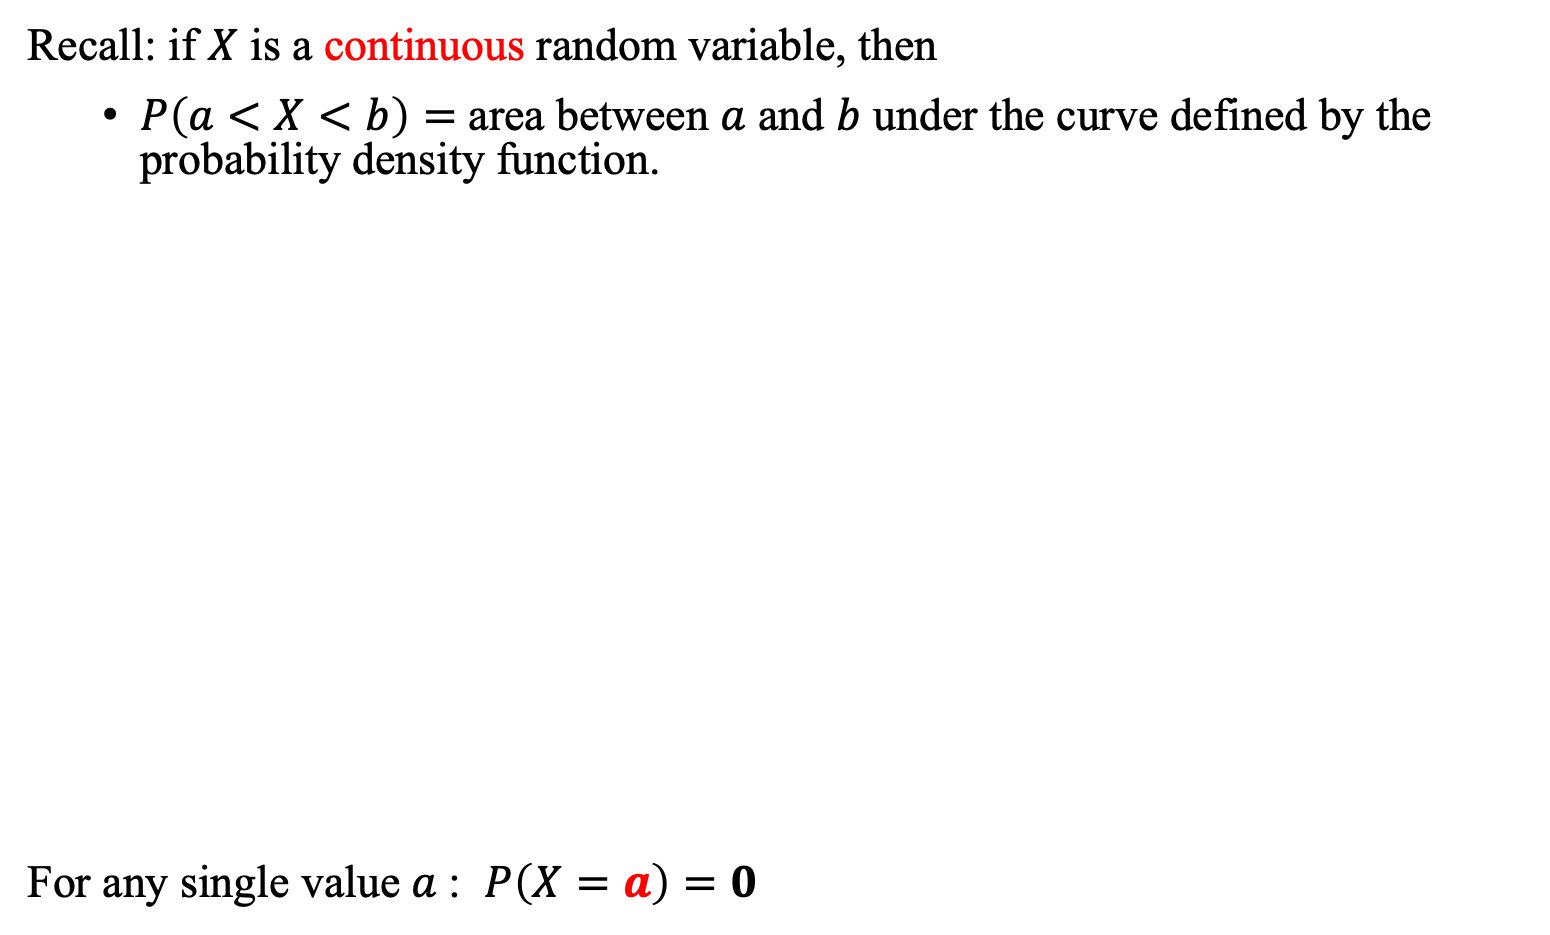 Recall: if X is a continuous random variable, then
• P(a < X < b) = area between a and b under the curve defined by the
probability density function.
For any single value a : P(X = a) = 0